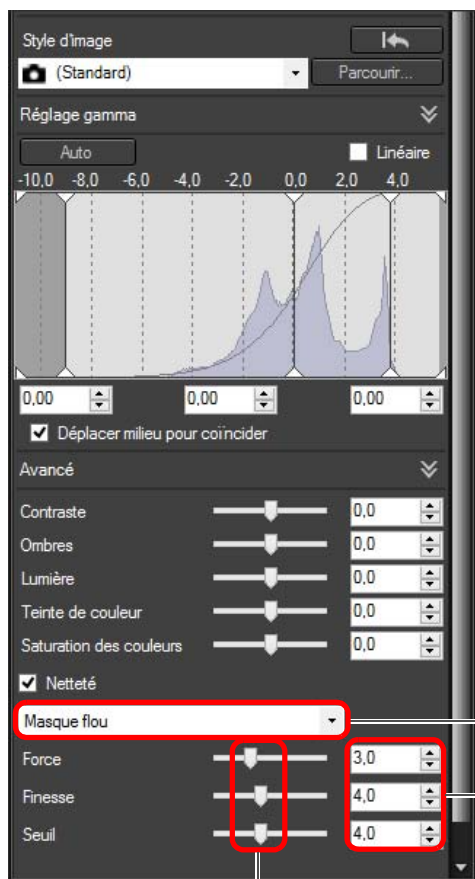 Style d'image
(Standard) Parcourir...
Réglage gamma
Auto Linéaire
-10,0 -8,0 -6,0 -4,0 -2,0 0,0 2,0 4,0
0,00 0,00 0,00
Déplacer milieu pour coïncider
Avancé
Contraste 0,0
Ombres 0,0
Lumière 0,0
Teinte de couleur 0,0
Saturation des couleurs 0,0
Netteté
Masque flou
Force 3,0
Finesse 4,0
Seuil 4,0